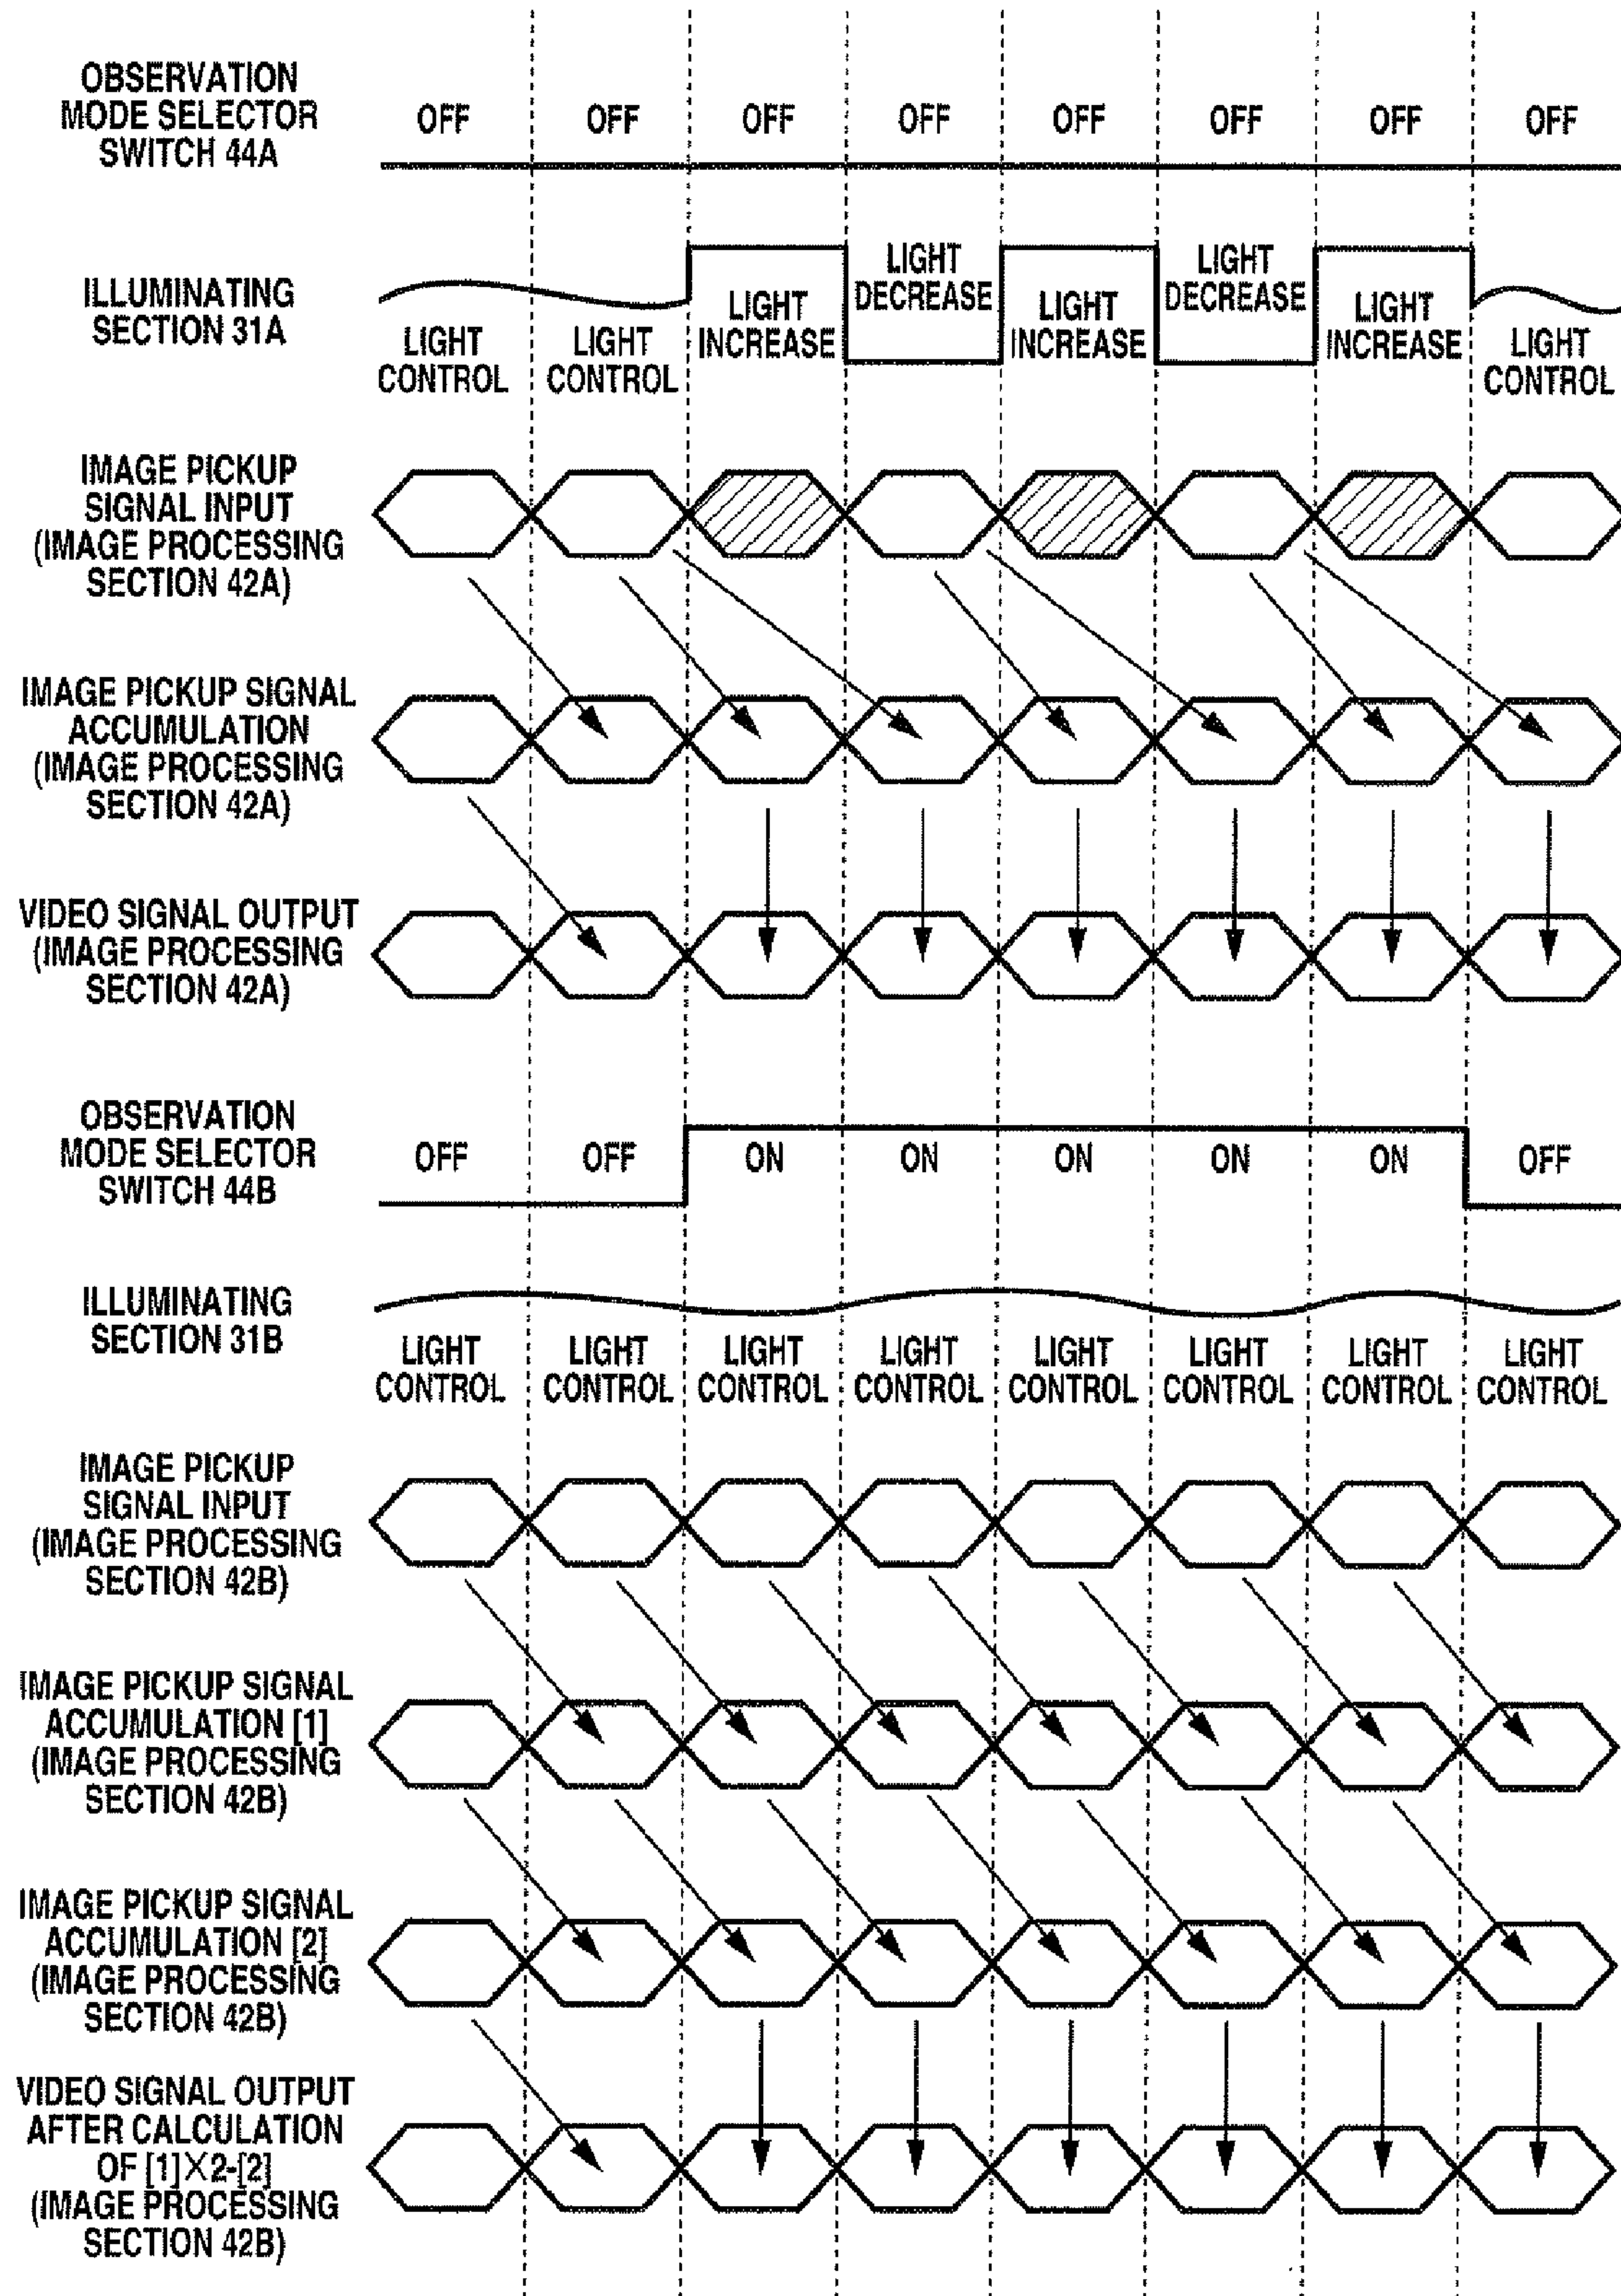 OBSERVATION
MODE SELECTOR
SWITCH 44A
OFF OFF OFF OFF OFF OFF OFF OFF
ILLUMINATING
SECTION 31A
LIGHT
CONTROL
LIGHT
CONTROL
LIGHT
INCREASE
LIGHT
DECREASE
LIGHT
INCREASE
LIGHT
DECREASE
LIGHT
INCREASE
LIGHT
CONTROL
IMAGE PICKUP
SIGNAL INPUT
(IMAGE PROCESSING
SECTION 42A)
IMAGE PICKUP SIGNAL
ACCUMULATION
(IMAGE PROCESSING
SECTION 42A)
VIDEO SIGNAL OUTPUT
(IMAGE PROCESSING
SECTION 42A)
OBSERVATION
MODE SELECTOR
SWITCH 44B
OFF OFF ON ON ON ON ON OFF
ILLUMINATING
SECTION 31B
LIGHT
CONTROL
LIGHT
CONTROL
LIGHT
CONTROL
LIGHT
CONTROL
LIGHT
CONTROL
LIGHT
CONTROL
LIGHT
CONTROL
LIGHT
CONTROL
IMAGE PICKUP
SIGNAL INPUT
(IMAGE PROCESSING
SECTION 42B)
IMAGE PICKUP SIGNAL
ACCUMULATION [1]
(IMAGE PROCESSING
SECTION 42B)
IMAGE PICKUP SIGNAL
ACCUMULATION [2]
(IMAGE PROCESSING
SECTION 42B)
VIDEO SIGNAL OUTPUT
AFTER CALCULATION
OF [1]×2-[2]
(IMAGE PROCESSING
SECTION 42B)